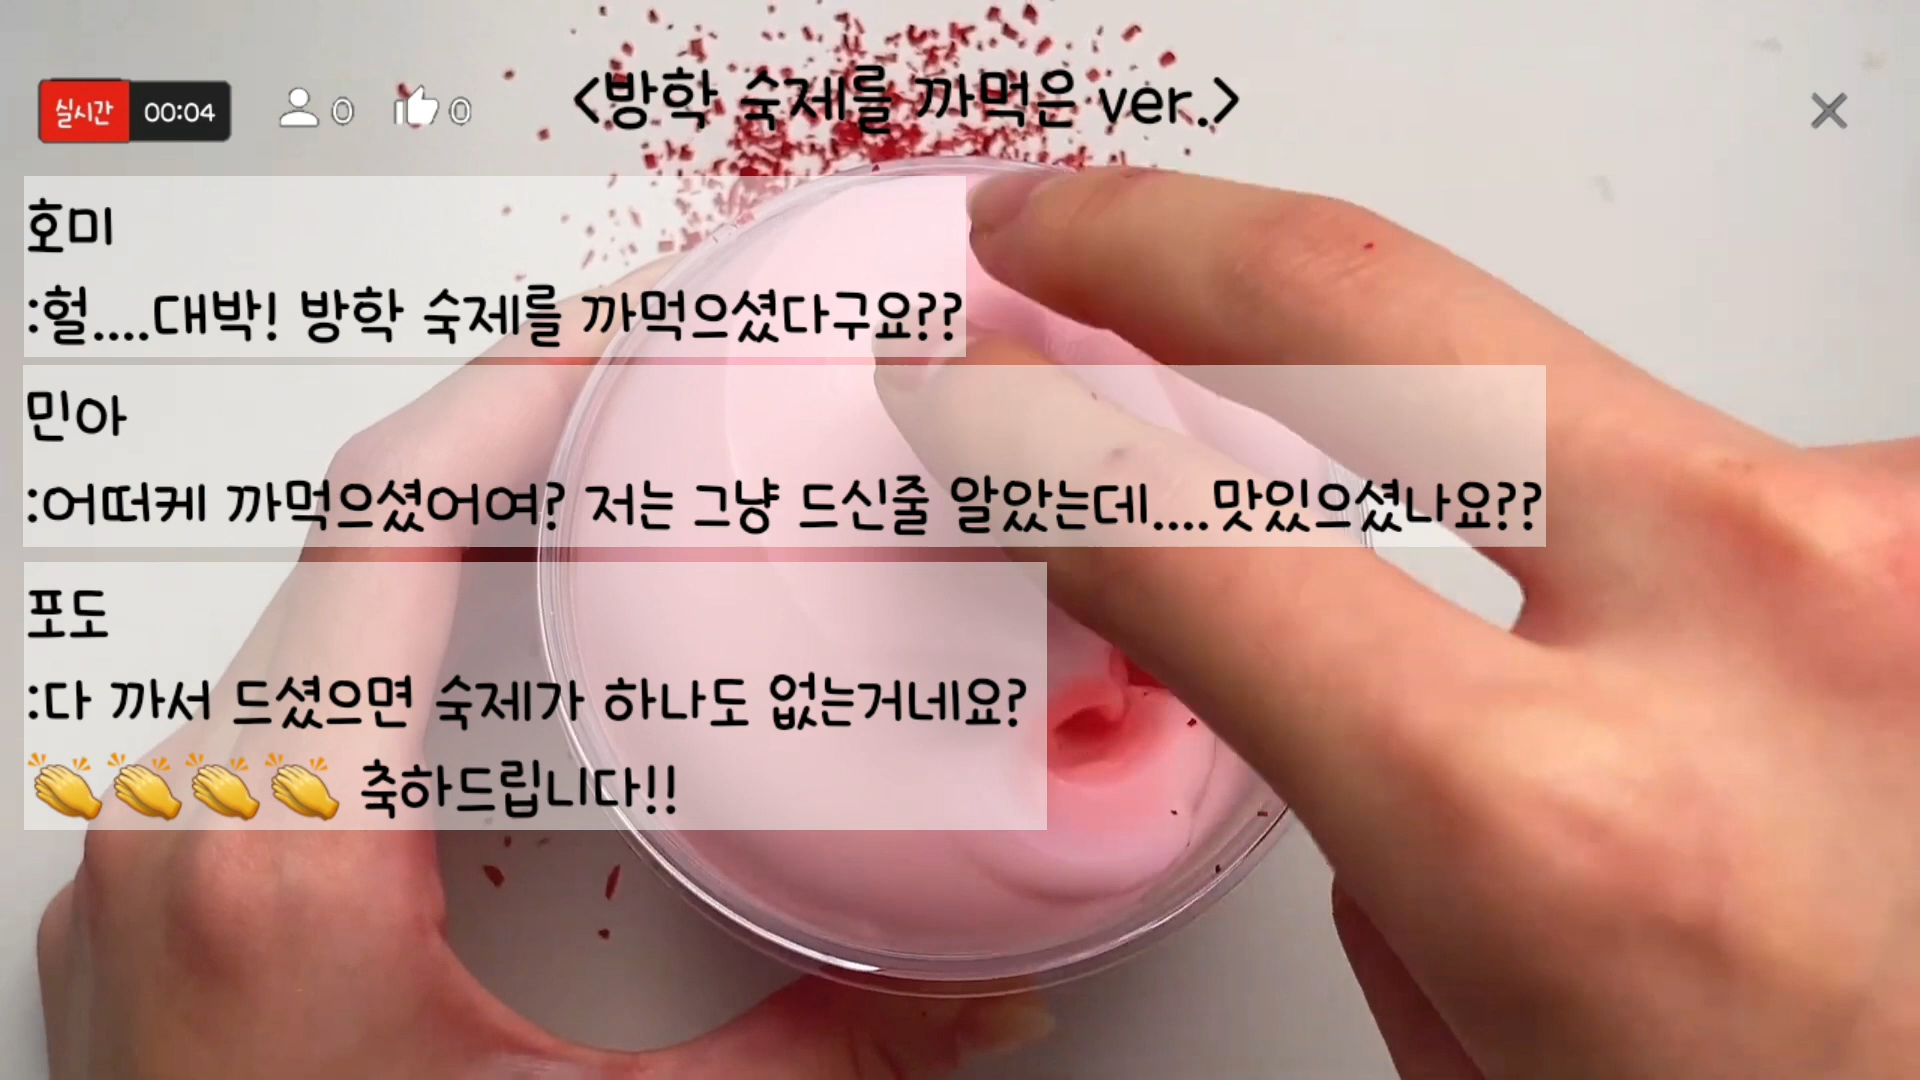 실시간 00:04 0 0 <방학 숙제를 까먹은 ver.>
호미
:헐....대박! 방학 숙제를 까먹으셨다구요??
민아
:어떠케 까먹으셨어여? 저는 그냥 드신줄 알았는데....맛있으셨나요??
포도
:다 까서 드셨으면 숙제가 하나도 없는거네요?
👏👏👏👏 축하드립니다!!